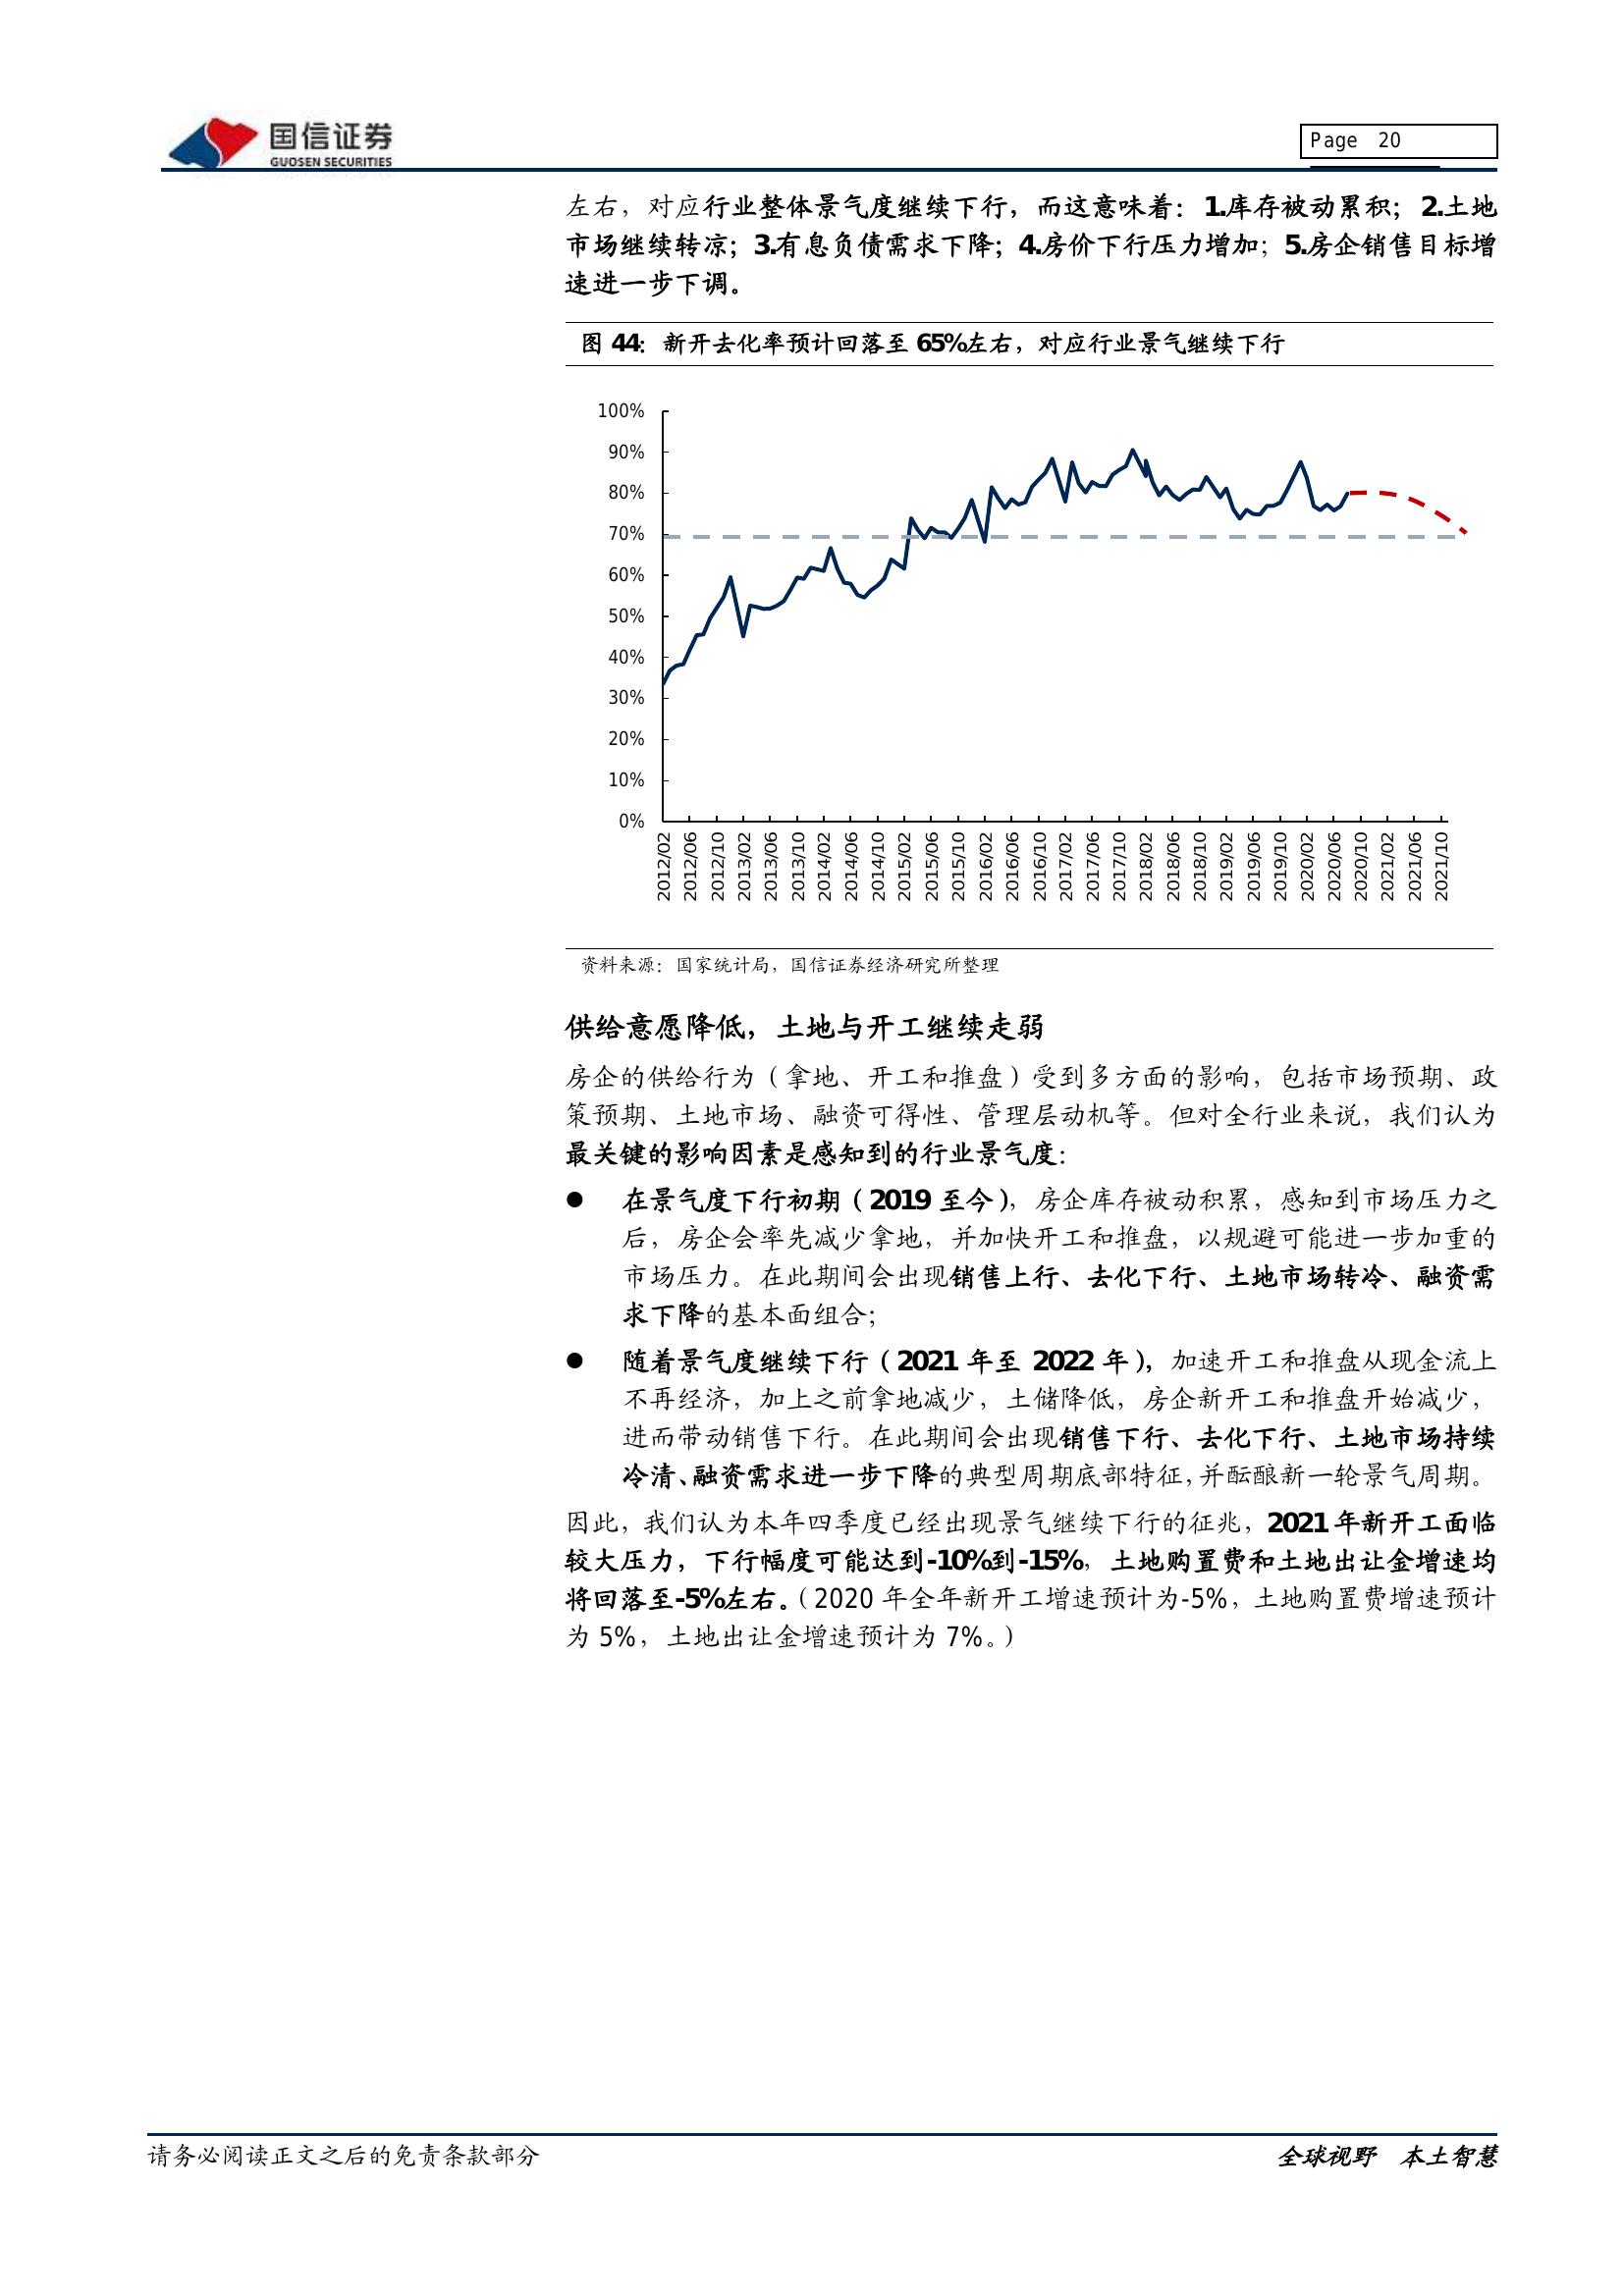 国信证券
GUOSEN SECURITIES
Page 20
左右，对应行业整体景气度继续下行，而这意味着：1.库存被动累积；2.土地
市场继续转凉；3.有息负债需求下降；4.房价下行压力增加；5.房企销售目标增
速进一步下调。
图 44：新开去化率预计回落至 65%左右，对应行业景气继续下行
100%
90%
80%
70%
60%
50%
40%
30%
20%
10%
0%
2012/02
2012/06
2012/10
2013/02
2013/06
2013/10
2014/02
2014/06
2014/10
2015/02
2015/06
2015/10
2016/02
2016/06
2016/10
2017/02
2017/06
2017/10
2018/02
2018/06
2018/10
2019/02
2019/06
2019/10
2020/02
2020/06
2020/10
2021/02
2021/06
2021/10
资料来源：国家统计局，国信证券经济研究所整理
供给意愿降低，土地与开工继续走弱
房企的供给行为（拿地、开工和推盘）受到多方面的影响，包括市场预期、政
策预期、土地市场、融资可得性、管理层动机等。但对全行业来说，我们认为
最关键的影响因素是感知到的行业景气度：
● 在景气度下行初期（2019 至今），房企库存被动积累，感知到市场压力之
后，房企会率先减少拿地，并加快开工和推盘，以规避可能进一步加重的
市场压力。在此期间会出现销售上行、去化下行、土地市场转冷、融资需
求下降的基本面组合；
● 随着景气度继续下行（2021 年至 2022 年），加速开工和推盘从现金流上
不再经济，加上之前拿地减少，土储降低，房企新开工和推盘开始减少，
进而带动销售下行。在此期间会出现销售下行、去化下行、土地市场持续
冷清、融资需求进一步下降的典型周期底部特征，并酝酿新一轮景气周期。
因此，我们认为本年四季度已经出现景气继续下行的征兆，2021 年新开工面临
较大压力，下行幅度可能达到-10%到-15%，土地购置费和土地出让金增速均
将回落至-5%左右。（2020 年全年新开工增速预计为-5%，土地购置费增速预计
为 5%，土地出让金增速预计为 7%。）
请务必阅读正文之后的免责条款部分
全球视野 本土智慧